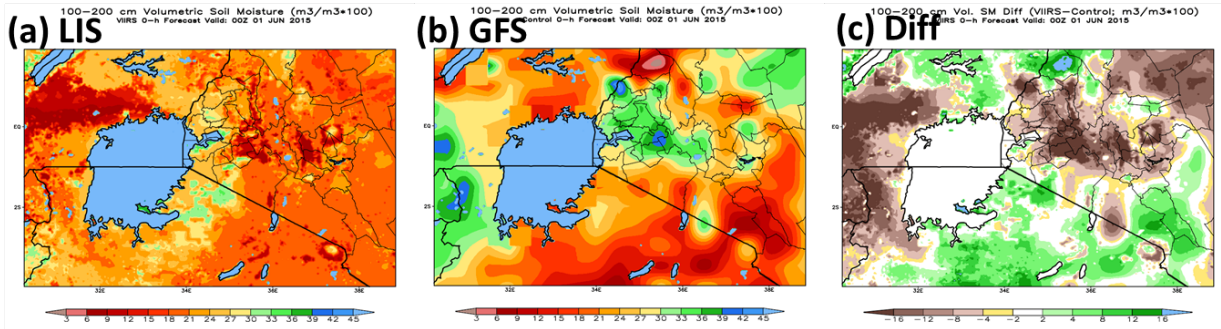 100−200 cm Volumetric Soil Moisture (m3/m3*100)
VIIRS 0−h Forecast Valid: 00Z 01 JUN 2015
(a) LIS
EQ
2S
32E 34E 36E 38E
3 6 9 12 15 18 21 24 27 30 33 36 39 42 45
100−200 cm Volumetric Soil Moisture (m3/m3*100)
Control 0−h Forecast Valid: 00Z 01 JUN 2015
(b) GFS
EQ
2S
32E 34E 36E 38E
3 6 9 12 15 18 21 24 27 30 33 36 39 42 45
100−200 cm Vol. SM Diff (VIIRS−Control; m3/m3*100)
VIIRS 0−h Forecast Valid: 00Z 01 JUN 2015
(c) Diff
EQ
2S
32E 34E 36E 38E
−16 −12 −8 −4 −2 2 4 8 12 16